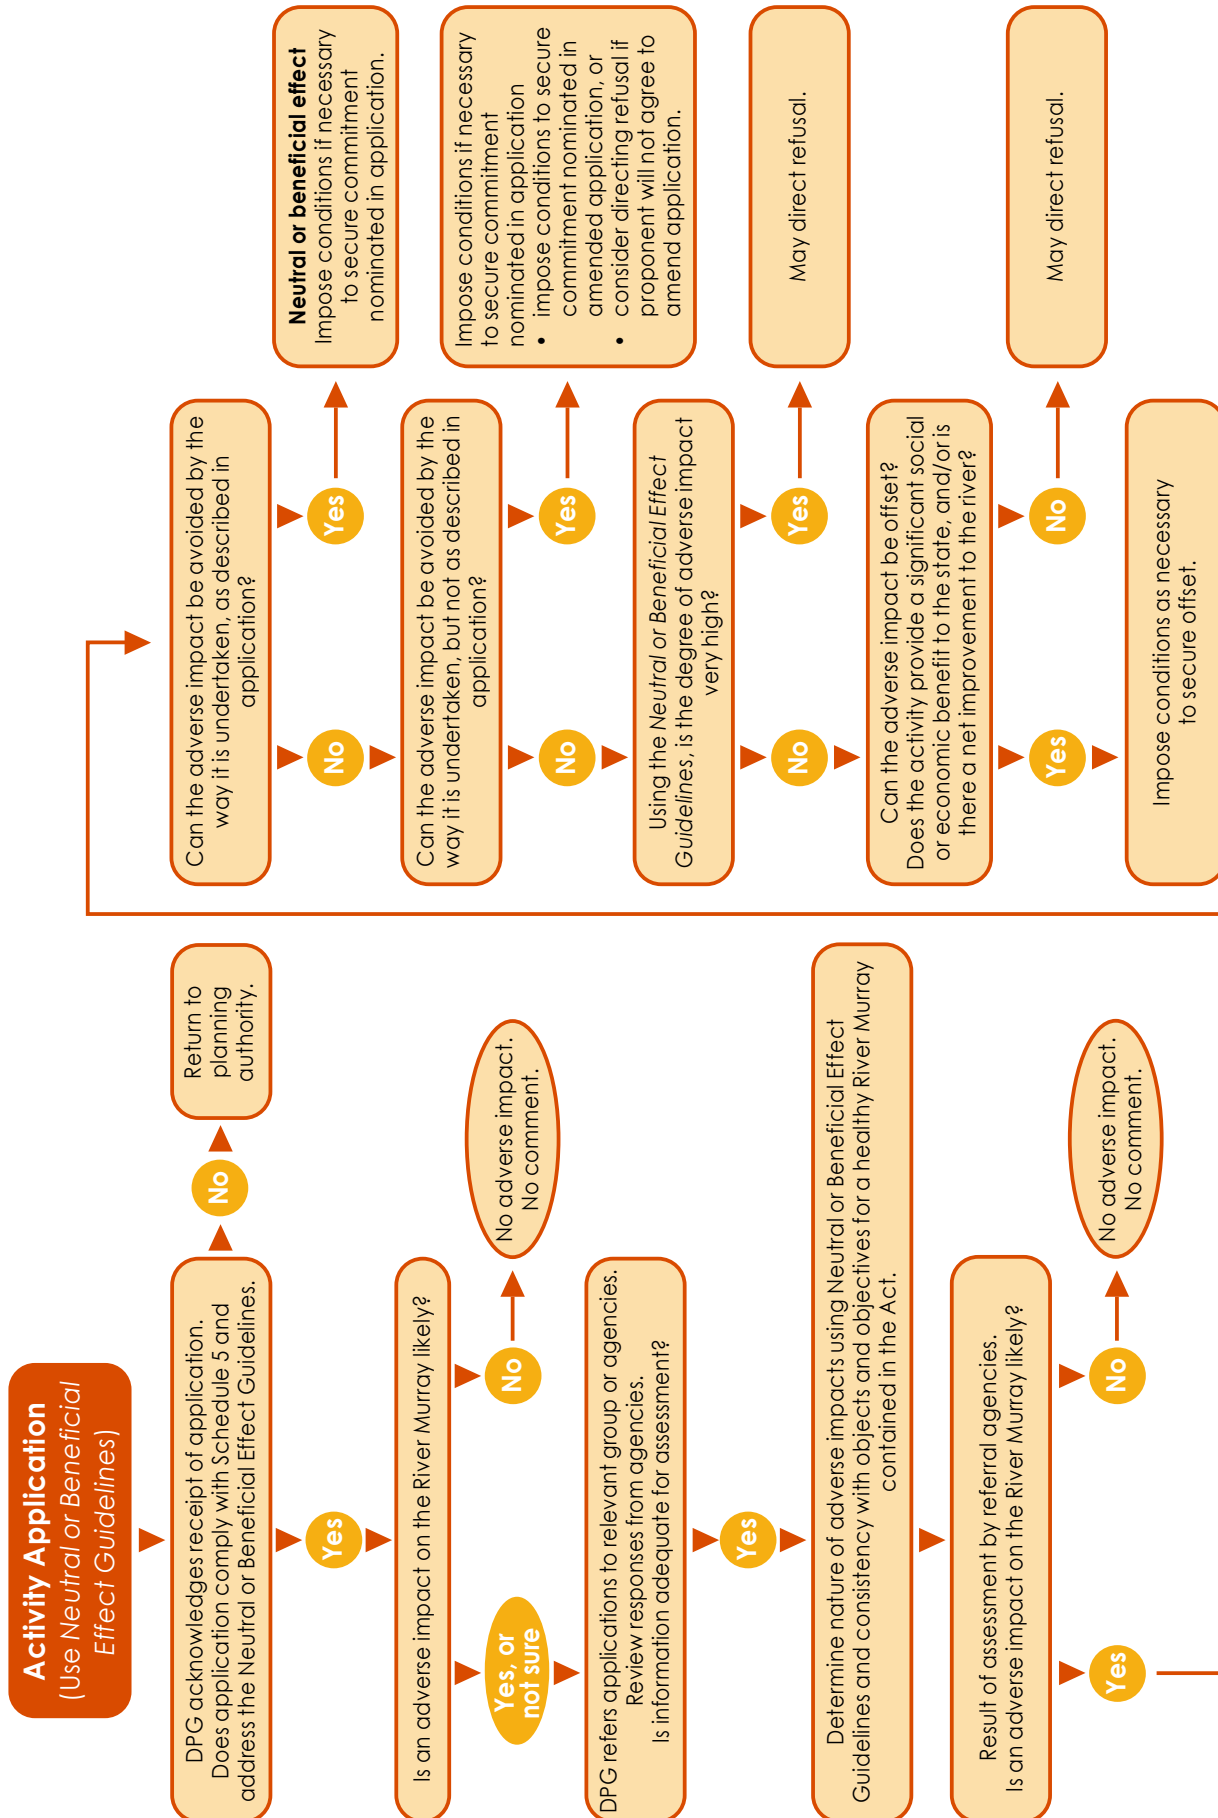 Activity Application
(Use Neutral or Beneficial
Effect Guidelines)
DPG acknowledges receipt of application.
Does application comply with Schedule 5 and
address the Neutral or Beneficial Effect Guidelines.
No
Return to
planning
authority.
Yes
Is an adverse impact on the River Murray likely?
Yes, or
not sure
No
No adverse impact.
No comment.
DPG refers applications to relevant group or agencies.
Review responses from agencies.
Is information adequate for assessment?
Yes
Determine nature of adverse impacts using Neutral or Beneficial Effect
Guidelines and consistency with objects and objectives for a healthy River Murray
contained in the Act.
Result of assessment by referral agencies.
Is an adverse impact on the River Murray likely?
Yes
No
No adverse impact.
No comment.
Can the adverse impact be avoided by the
way it is undertaken, as described in
application?
No
Yes
Neutral or beneficial effect
Impose conditions if necessary
to secure commitment
nominated in application.
Can the adverse impact be avoided by the
way it is undertaken, but not as described in
application?
No
Yes
Impose conditions if necessary
to secure commitment
nominated in application
• impose conditions to secure
commitment nominated in
amended application, or
• consider directing refusal if
proponent will not agree to
amend application.
Using the Neutral or Beneficial Effect
Guidelines, is the degree of adverse impact
very high?
No
Yes
May direct refusal.
Can the adverse impact be offset?
Does the activity provide a significant social
or economic benefit to the state, and/or is
there a net improvement to the river?
Yes
No
May direct refusal.
Impose conditions as necessary
to secure offset.